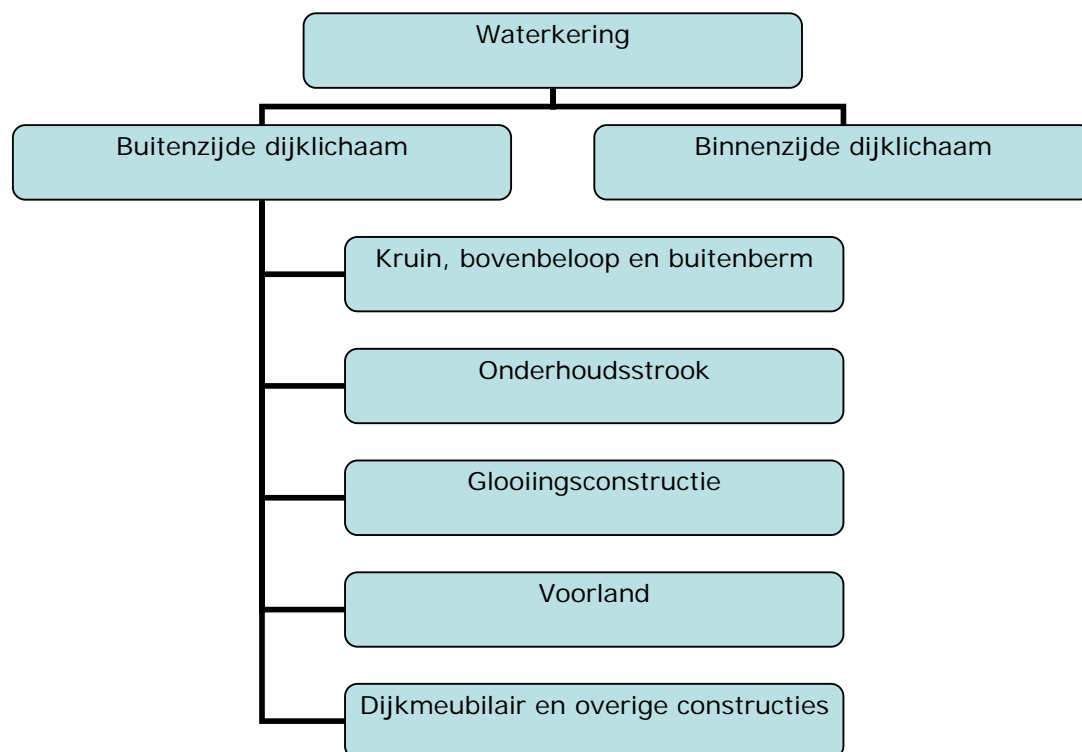 Waterkering
Buitenzijde dijklichaam
Binnenzijde dijklichaam
Kruin, bovenbeloop en buitenberm
Onderhoudsstrook
Glooiingsconstructie
Voorland
Dijkmeubilair en overige constructies